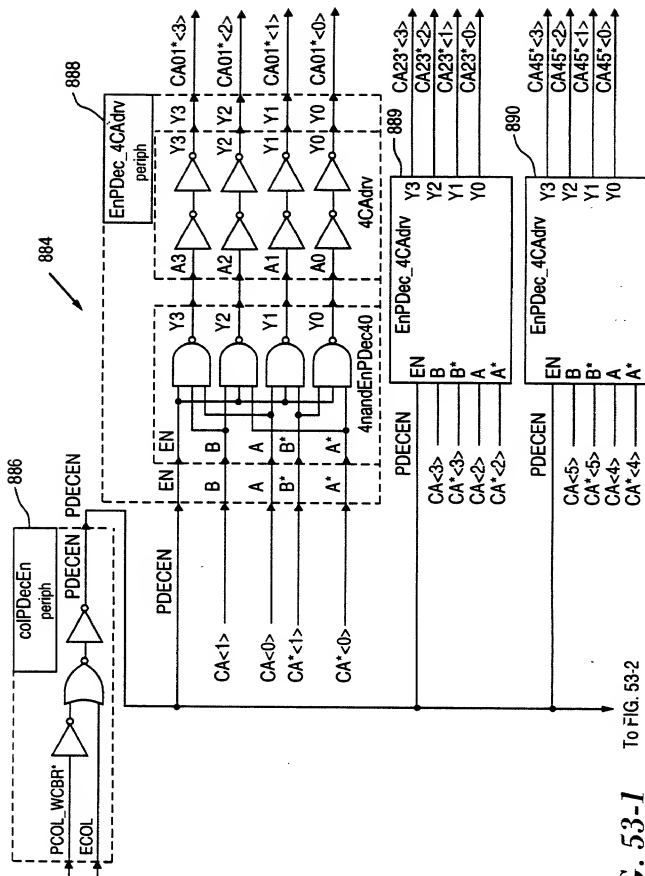 886
colPDecEn
periph
PCOL_WCBR*
ECOL
PDECEN
PDECEN
884
888
EnPDec_4CAdrv
periph
PDECEN
CA<1>
CA<0>
CA*<1>
CA*<0>
EN
B
A
B*
A*
EN
B
A
B*
A*
4nandEnPDec40
Y3
Y2
Y1
Y0
A3
A2
A1
A0
4CAdrv
Y3
Y2
Y1
Y0
Y3
Y2
Y1
Y0
CA01*<3>
CA01*<2>
CA01*<1>
CA01*<0>
889
PDECEN
CA<3>
CA*<3>
CA<2>
CA*<2>
EN
B
B*
A
A*
EnPDec_4CAdrv
Y3
Y2
Y1
Y0
CA23*<3>
CA23*<2>
CA23*<1>
CA23*<0>
890
PDECEN
CA<5>
CA*<5>
CA<4>
CA*<4>
EN
B
B*
A
A*
EnPDec_4CAdrv
Y3
Y2
Y1
Y0
CA45*<3>
CA45*<2>
CA45*<1>
CA45*<0>
To FIG. 53-2
G. 53-1